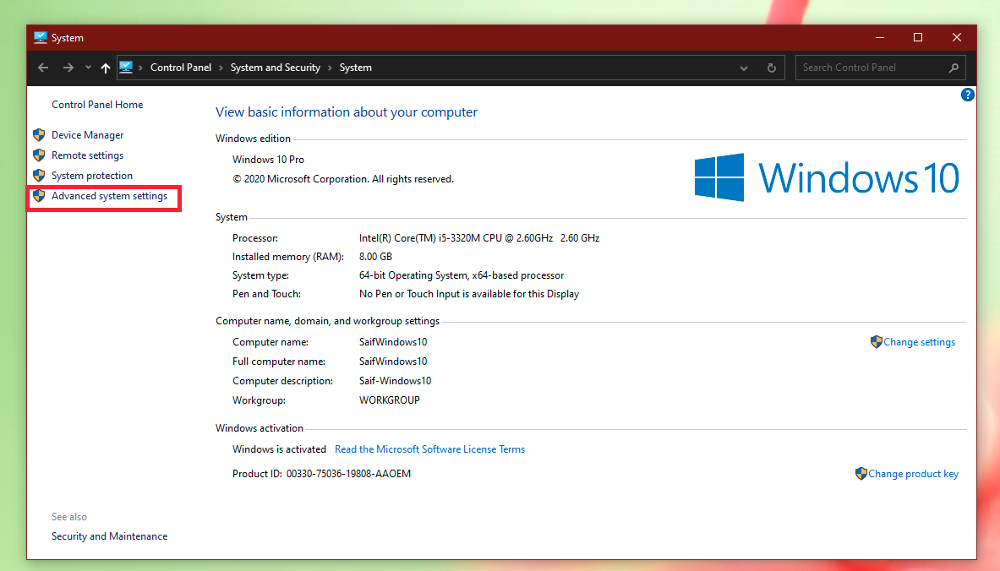 System
Control Panel > System and Security > System
Search Control Panel
?
Control Panel Home
Device Manager
Remote settings
System protection
Advanced system settings
View basic information about your computer
Windows edition
Windows 10 Pro
© 2020 Microsoft Corporation. All rights reserved.
Windows 10
System
Processor: Intel(R) Core(TM) i5-3320M CPU @ 2.60GHz 2.60 GHz
Installed memory (RAM): 8.00 GB
System type: 64-bit Operating System, x64-based processor
Pen and Touch: No Pen or Touch Input is available for this Display
Computer name, domain, and workgroup settings
Computer name: SaifWindows10
Change settings
Full computer name: SaifWindows10
Computer description: Saif-Windows10
Workgroup: WORKGROUP
Windows activation
Windows is activated Read the Microsoft Software License Terms
Product ID: 00330-75036-19808-AAOEM
Change product key
See also
Security and Maintenance